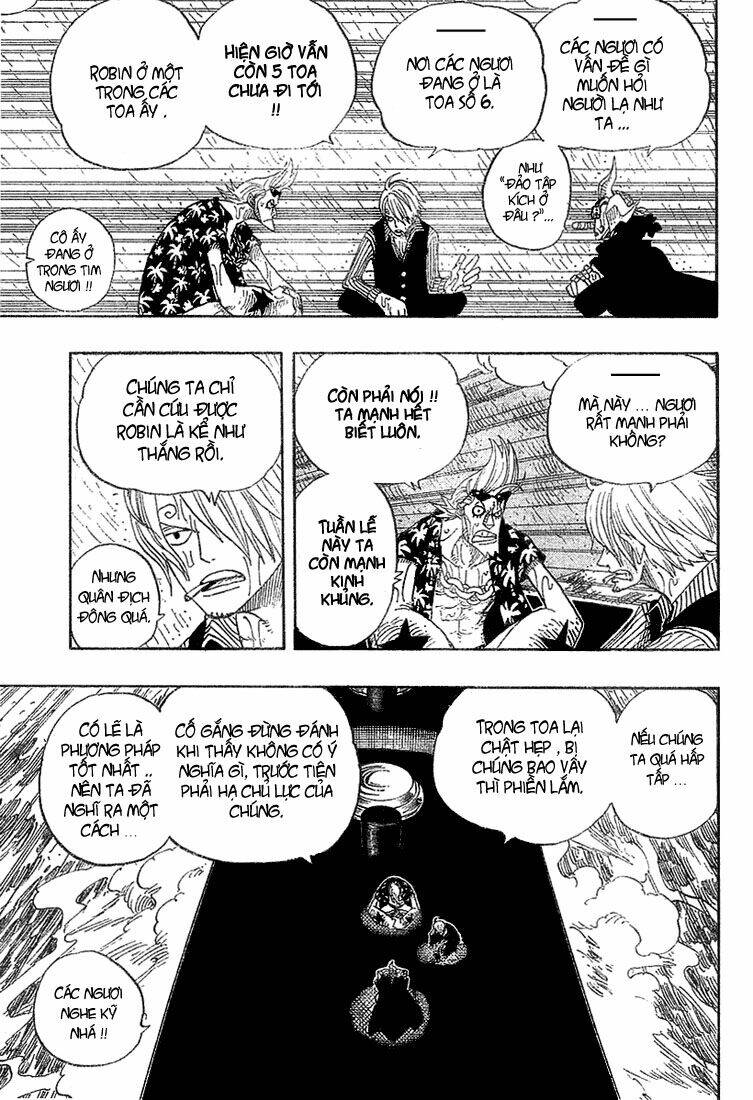 CÁC NGƯƠI CÓ
VẤN ĐỀ GÌ
MUỐN HỎI
NGƯỜI LẠ NHƯ
TA ...
NHƯ
"ĐẢO TẬP
KÍCH Ở
ĐÂU ?"...
NƠI CÁC NGƯƠI
ĐANG Ở LÀ
TOA SỐ 6.
HIỆN GIỜ VẪN
CÒN 5 TOA
CHƯA ĐI TỚI
!!
ROBIN Ở MỘT
TRONG CÁC
TOA ẤY .
CÔ ẤY
ĐANG Ở
TRONG TIM
NGƯƠI !!
MÀ NÀY ... NGƯƠI
RẤT MẠNH PHẢI
KHÔNG?
CÒN PHẢI NÓI !!
TA MẠNH HẾT
BIẾT LUÔN.
TUẦN LỄ
NÀY TA
CÒN MẠNH
KINH
KHỦNG.
CHÚNG TA CHỈ
CẦN CỨU ĐƯỢC
ROBIN LÀ KỂ NHƯ
THẮNG RỒI.
NHƯNG
QUÂN ĐỊCH
ĐÔNG QUÁ.
NẾU CHÚNG
TA QUÁ HẤP
TẤP ...
TRONG TOA LẠI
CHẬT HẸP , BỊ
CHÚNG BAO VÂY
THÌ PHIỀN LẮM.
CỐ GẮNG ĐỪNG ĐÁNH
KHI THẤY KHÔNG CÓ Ý
NGHĨA GÌ, TRƯỚC TIÊN
PHẢI HẠ CHỦ LỰC CỦA
CHÚNG.
CÓ LẼ LÀ
PHƯƠNG PHÁP
TỐT NHẤT ..
NÊN TA ĐÃ
NGHĨ RA MỘT
CÁCH ...
CÁC NGƯƠI
NGHE KỸ
NHÁ !!